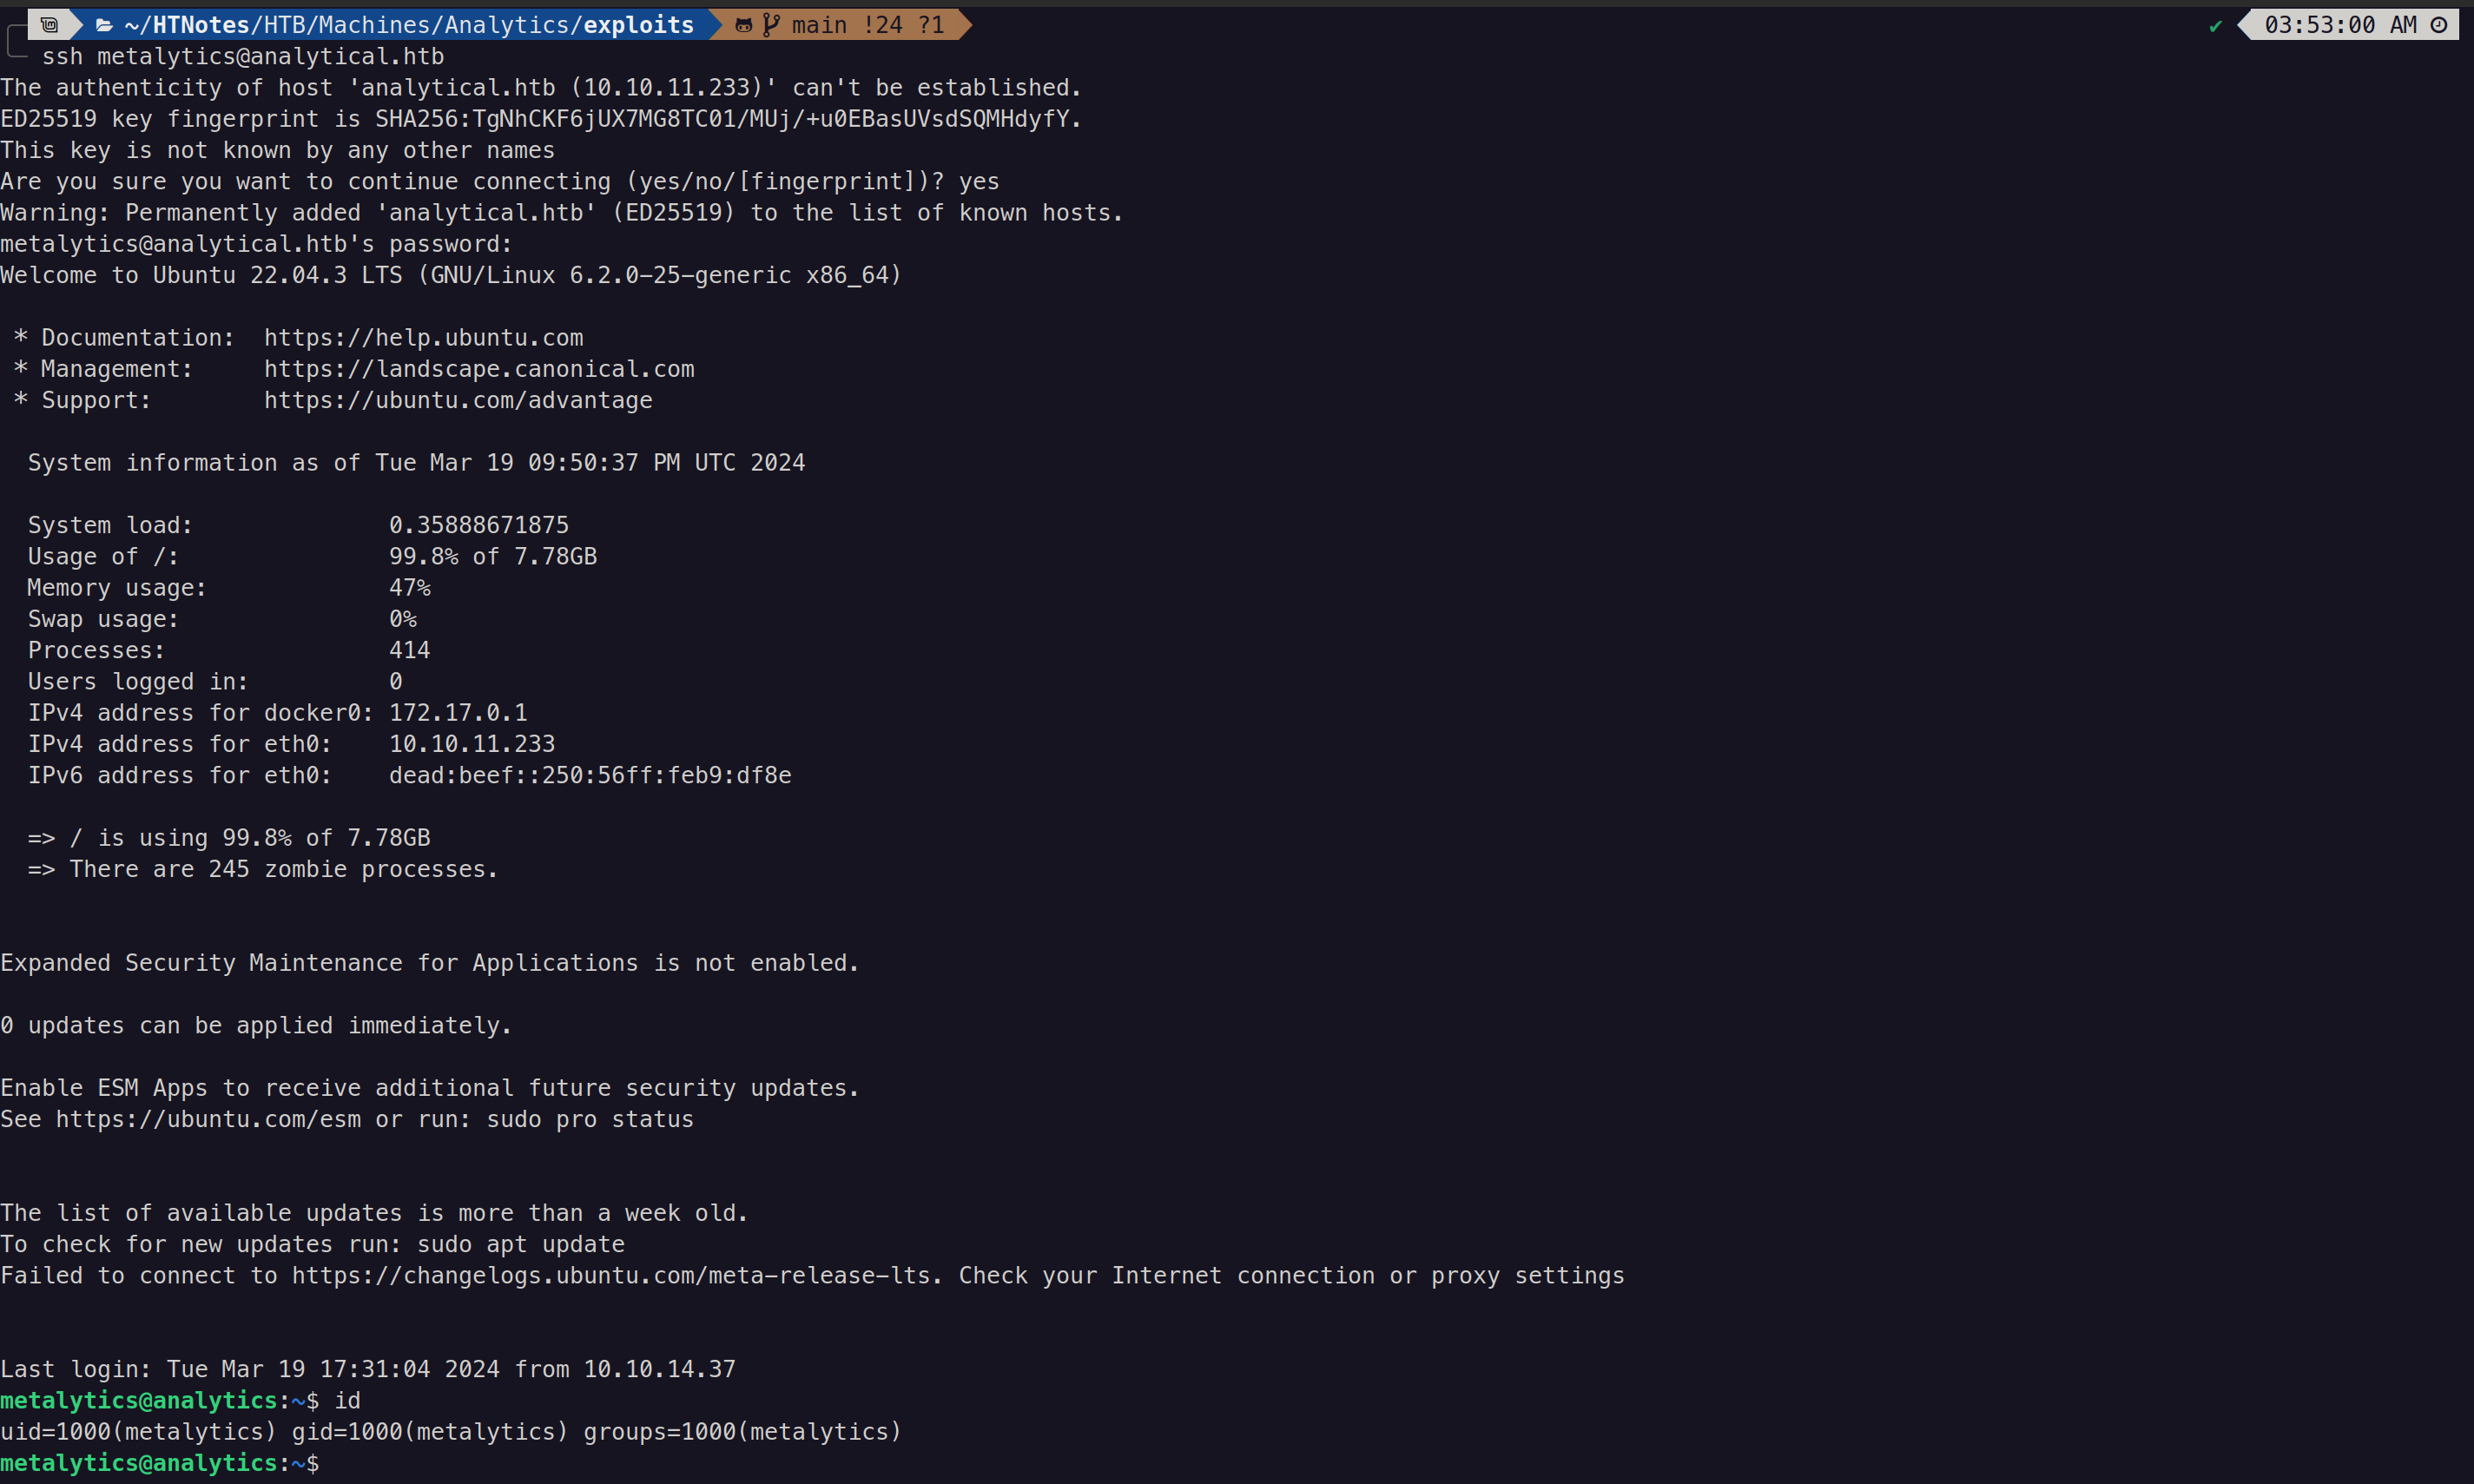 ~/HTNotes/HTB/Machines/Analytics/exploits main !24 ?1 ✔ 03:53:00 AM
ssh metalytics@analytical.htb
The authenticity of host 'analytical.htb (10.10.11.233)' can't be established.
ED25519 key fingerprint is SHA256:TgNhCKF6jUX7MG8TC01/MUj/+u0EBasUVsdSQMHdyfY.
This key is not known by any other names
Are you sure you want to continue connecting (yes/no/[fingerprint])? yes
Warning: Permanently added 'analytical.htb' (ED25519) to the list of known hosts.
metalytics@analytical.htb's password:
Welcome to Ubuntu 22.04.3 LTS (GNU/Linux 6.2.0-25-generic x86_64)
* Documentation:  https://help.ubuntu.com
* Management:     https://landscape.canonical.com
* Support:        https://ubuntu.com/advantage
System information as of Tue Mar 19 09:50:37 PM UTC 2024
System load:              0.35888671875
Usage of /:               99.8% of 7.78GB
Memory usage:             47%
Swap usage:               0%
Processes:                414
Users logged in:          0
IPv4 address for docker0: 172.17.0.1
IPv4 address for eth0:    10.10.11.233
IPv6 address for eth0:    dead:beef::250:56ff:feb9:df8e
=> / is using 99.8% of 7.78GB
=> There are 245 zombie processes.
Expanded Security Maintenance for Applications is not enabled.
0 updates can be applied immediately.
Enable ESM Apps to receive additional future security updates.
See https://ubuntu.com/esm or run: sudo pro status
The list of available updates is more than a week old.
To check for new updates run: sudo apt update
Failed to connect to https://changelogs.ubuntu.com/meta-release-lts. Check your Internet connection or proxy settings
Last login: Tue Mar 19 17:31:04 2024 from 10.10.14.37
metalytics@analytics:~$ id
uid=1000(metalytics) gid=1000(metalytics) groups=1000(metalytics)
metalytics@analytics:~$